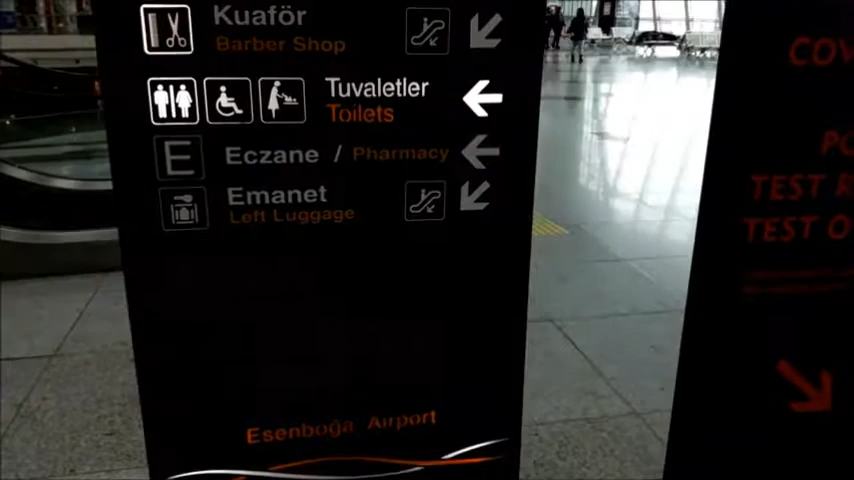 Kuaför
Barber Shop
Tuvaletler
Toilets
E
Eczane / Pharmacy
Emanet
Left Luggage
Esenboğa Airport
TEST
TEST